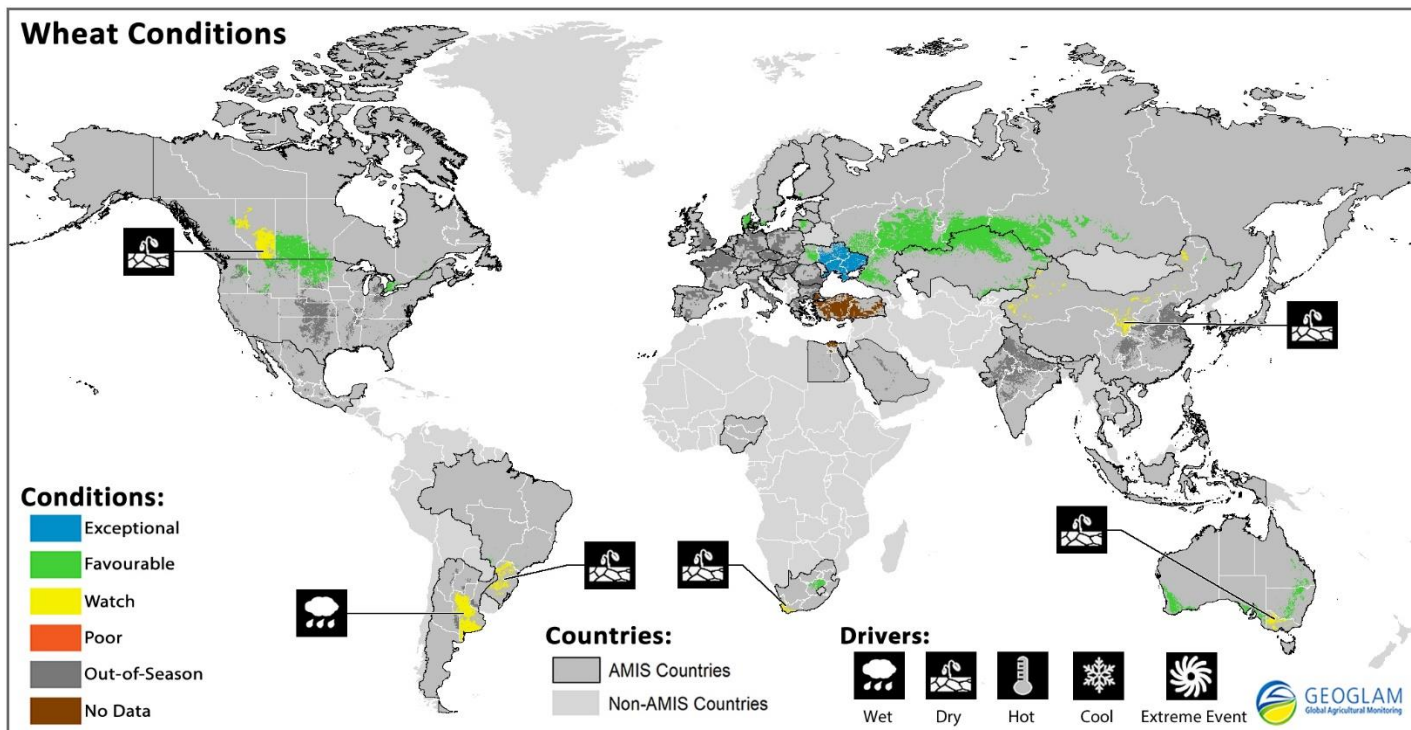 Wheat Conditions
Conditions:
Exceptional
Favourable
Watch
Poor
Out-of-Season
No Data
Countries:
AMIS Countries
Non-AMIS Countries
Drivers:
Wet
Dry
Hot
Cool
Extreme Event
GEOGLAM
Global Agricultural Monitoring